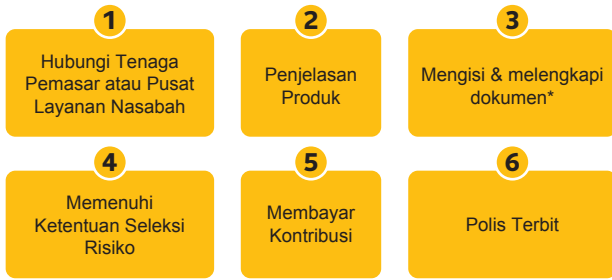 1
Hubungi Tenaga
Pemasar atau Pusat
Layanan Nasabah
2
Penjelasan
Produk
3
Mengisi & melengkapi
dokumen*
4
Memenuhi
Ketentuan Seleksi
Risiko
5
Membayar
Kontribusi
6
Polis Terbit